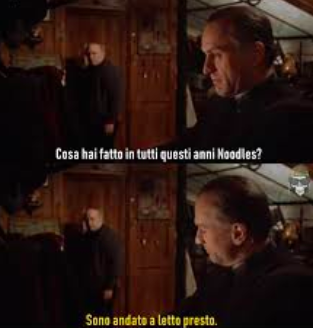 Cosa hai fatto in tutti questi anni Noodles?
Sono andato a letto presto.